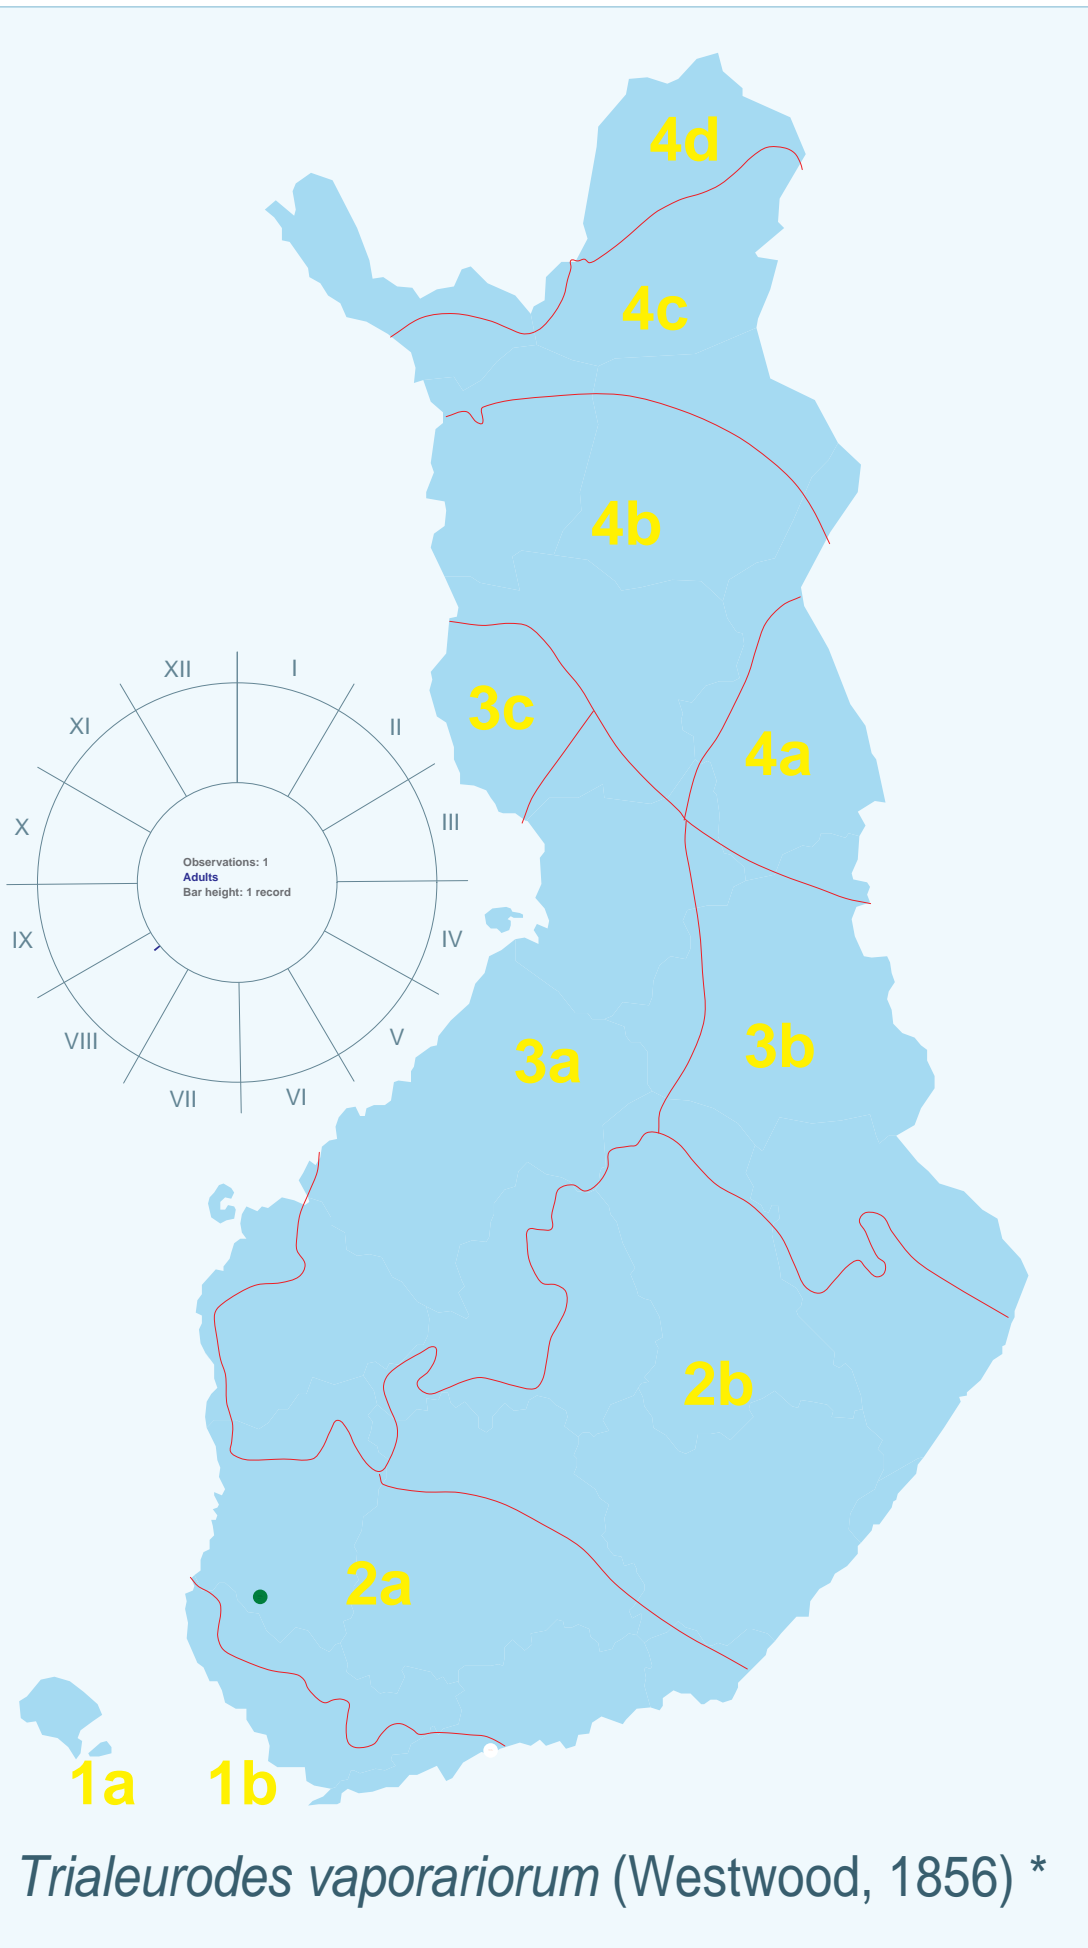 4d
4c
4b
3c
4a
XII
I
XI
II
X
III
Observations: 1
Adults
Bar height: 1 record
IX
IV
VIII
V
VII
VI
3a
3b
2b
2a
1a
1b
Trialeurodes vaporariorum (Westwood, 1856) *